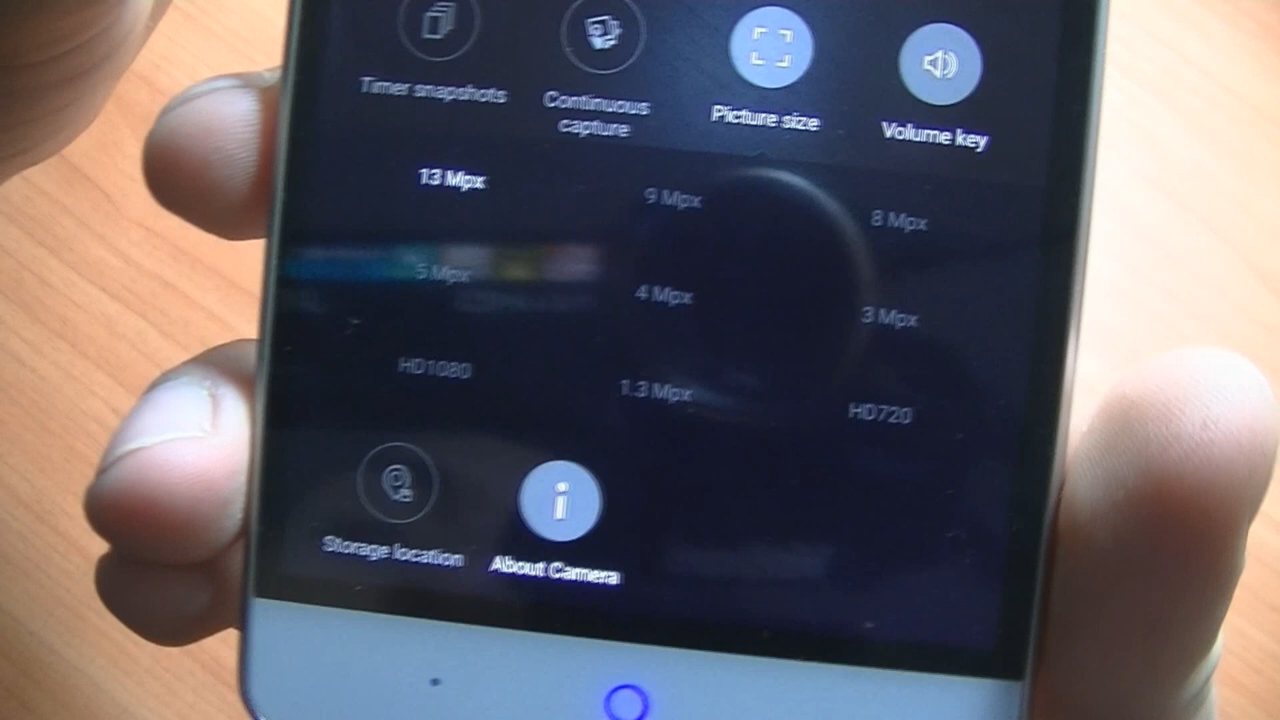 Timer snapshots
Continuous
capture
Picture size
Volume key
13 Mpx
9 Mpx
8 Mpx
5 Mpx
4 Mpx
3 Mpx
HD1080
1.3 Mpx
HD720
Storage location
About Camera